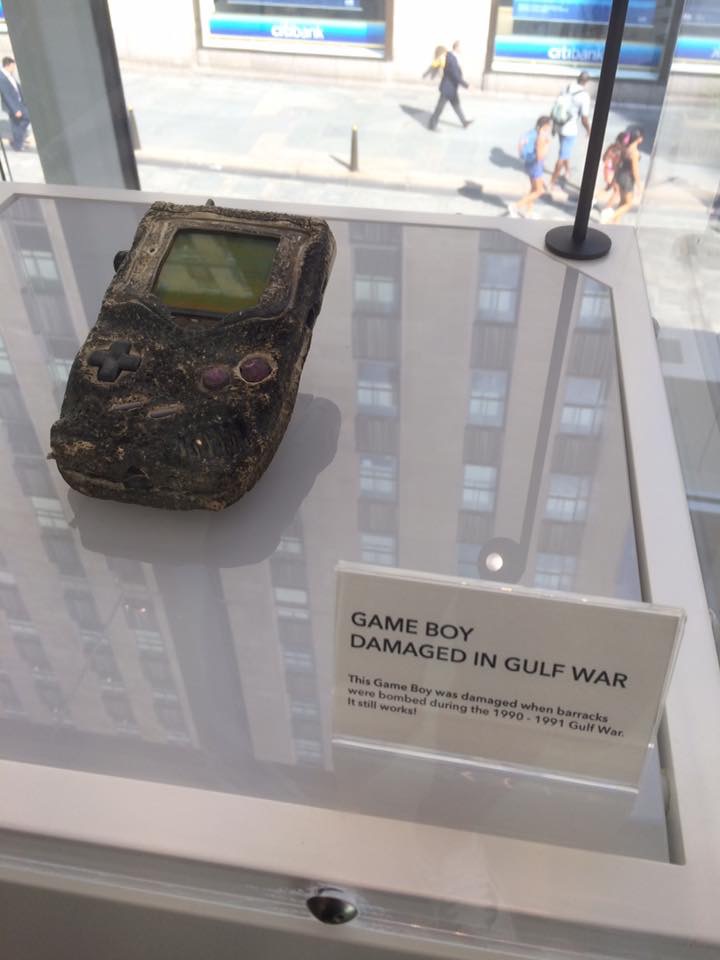 citibank
citibank
GAME BOY
DAMAGED IN GULF WAR
This Game Boy was damaged when barracks
were bombed during the 1990 - 1991 Gulf War.
It still works!